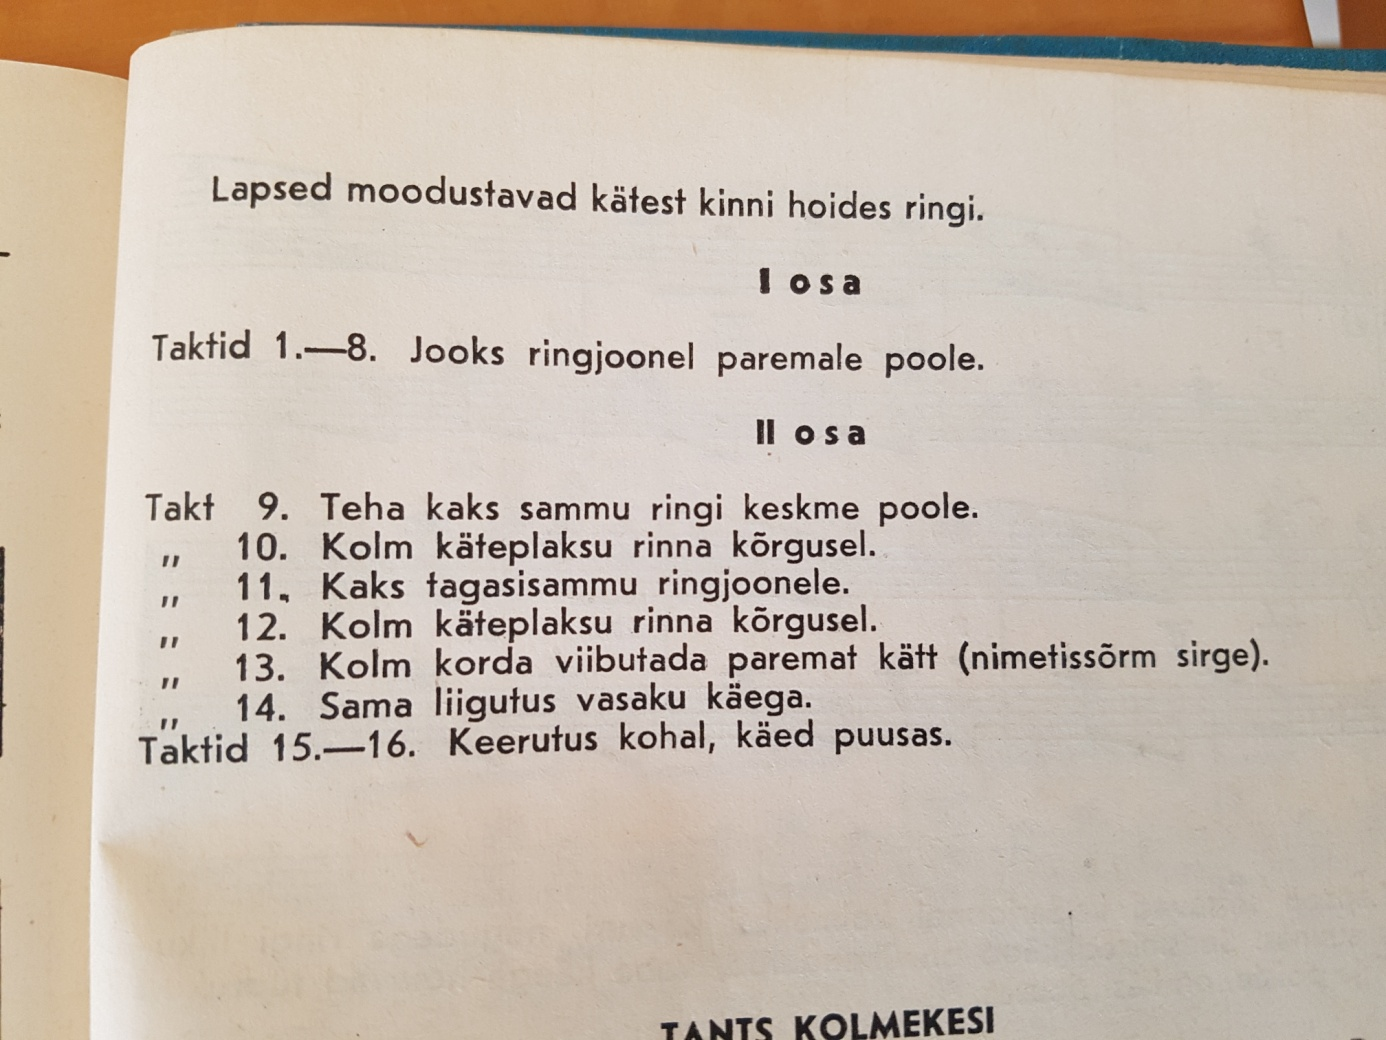 Lapsed moodustavad kätest kinni hoides ringi.
I osa
Taktid 1.—8. Jooks ringjoonel paremale poole.
II osa
Takt 9. Teha kaks sammu ringi keskme poole.
„ 10. Kolm käteplaksu rinna kõrgusel.
„ 11. Kaks tagasisammu ringjoonele.
„ 12. Kolm käteplaksu rinna kõrgusel.
„ 13. Kolm korda viibutada paremat kätt (nimetissõrm sirge).
„ 14. Sama liigutus vasaku käega.
Taktid 15.—16. Keerutus kohal, käed puusas.
TANTS KOLMEKESI